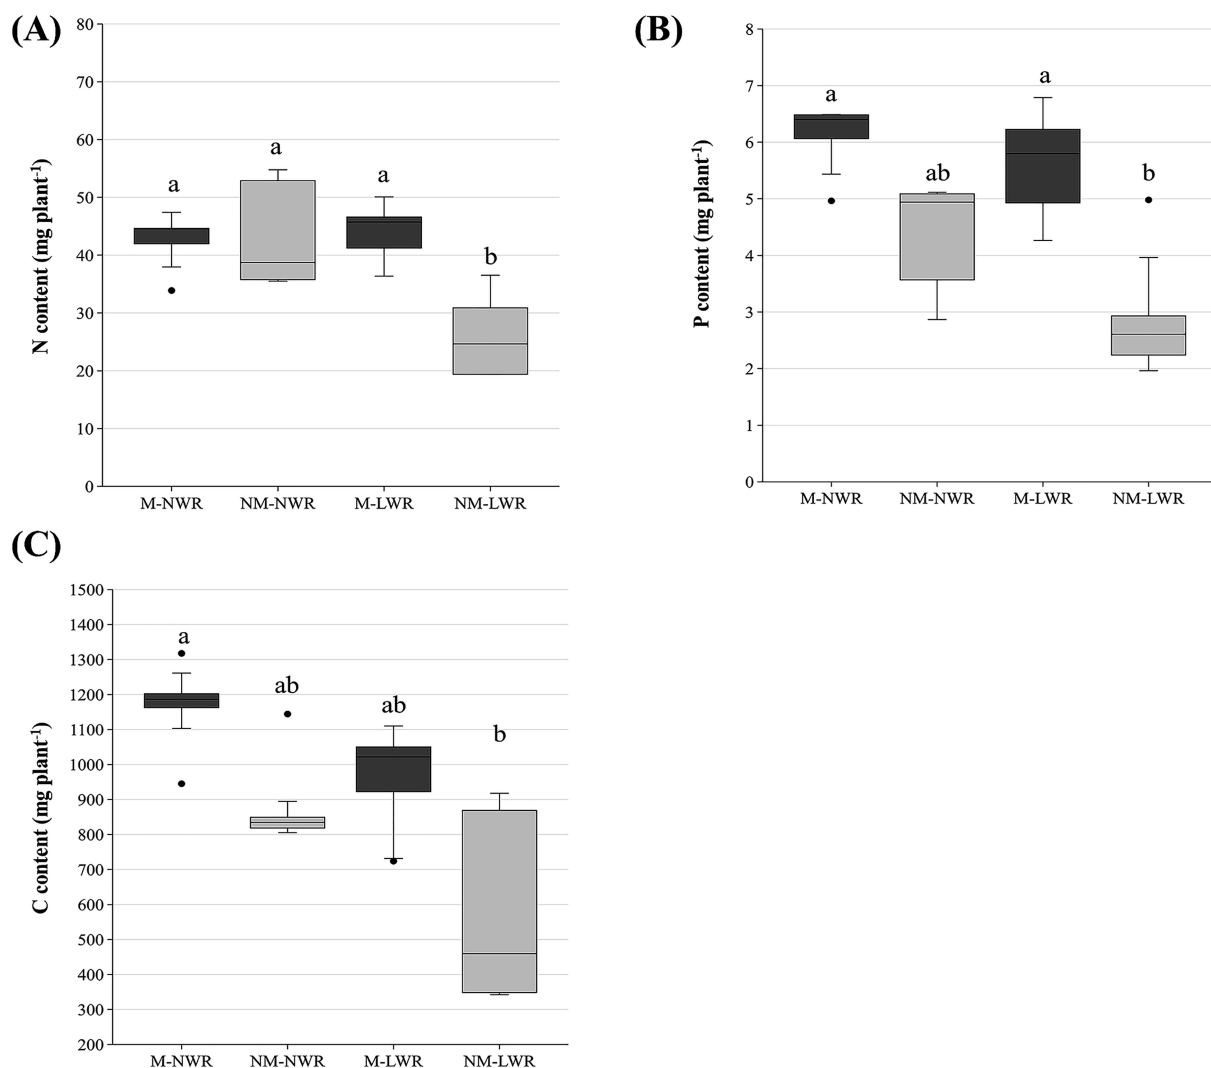 (A)
N content (mg plant-1)
80
70
60
50
40
30
20
10
0
a
a
a
b
M-NWR NM-NWR M-LWR NM-LWR
(B)
P content (mg plant-1)
8
7
6
5
4
3
2
1
0
a
ab
a
b
M-NWR NM-NWR M-LWR NM-LWR
(C)
C content (mg plant-1)
1500
1400
1300
1200
1100
1000
900
800
700
600
500
400
300
200
a
ab
ab
b
M-NWR NM-NWR M-LWR NM-LWR